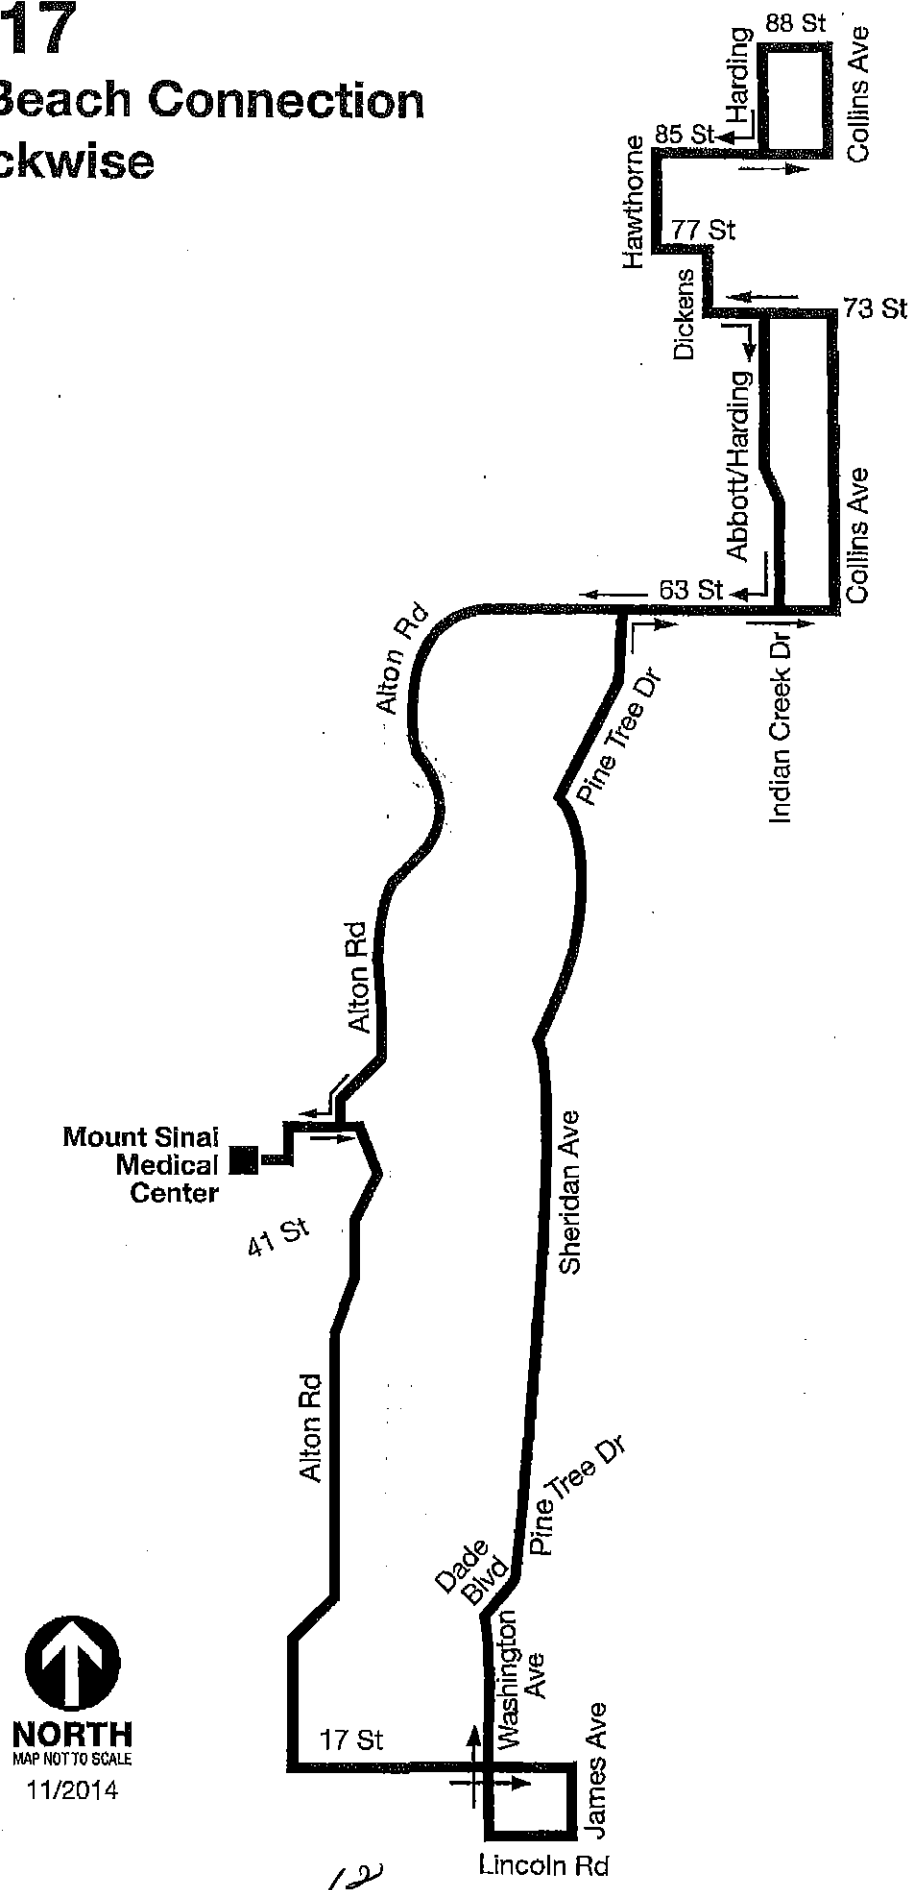 17
Beach Connection
ckwise
88 St
Harding
Collins Ave
85 St
Hawthorne
77 St
Dickens
73 St
Abbott/Harding
Collins Ave
63 St
Alton Rd
Pine Tree Dr
Indian Creek Dr
Alton Rd
Mount Sinai
Medical
Center
41 St
Sheridan Ave
Alton Rd
Pine Tree Dr
Dade
Blvd
Washington
Ave
NORTH
MAP NOT TO SCALE
11/2014
17 St
James Ave
Lincoln Rd
12